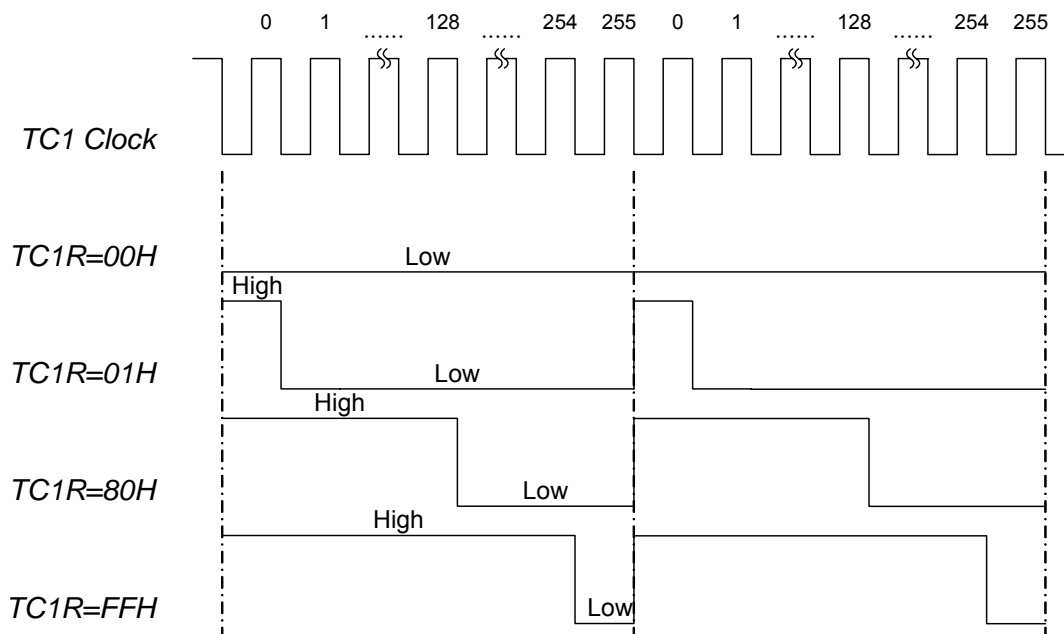 0 1 ...... 128 ...... 254 255 0 1 ...... 128 ...... 254 255
TC1 Clock
TC1R=00H
Low
High
TC1R=01H
Low
High
TC1R=80H
Low
High
TC1R=FFH
Low